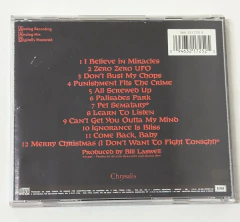 1 I Believe in Miracles
2 Zero Zero UFO
3 Don't Bust My Chops
4 Punishment Fits The Crime
5 All Screwed Up
6 Palisades Park
7 Pet Sematary*
8 Learn To Listen
9 Can't Get You Outta My Mind
10 Ignorance Is Bliss
11 Come Back, Baby
12 Merry Christmas (I Don't Want To Fight Tonight)*
Produced by Bill Laswell
Chrysalis